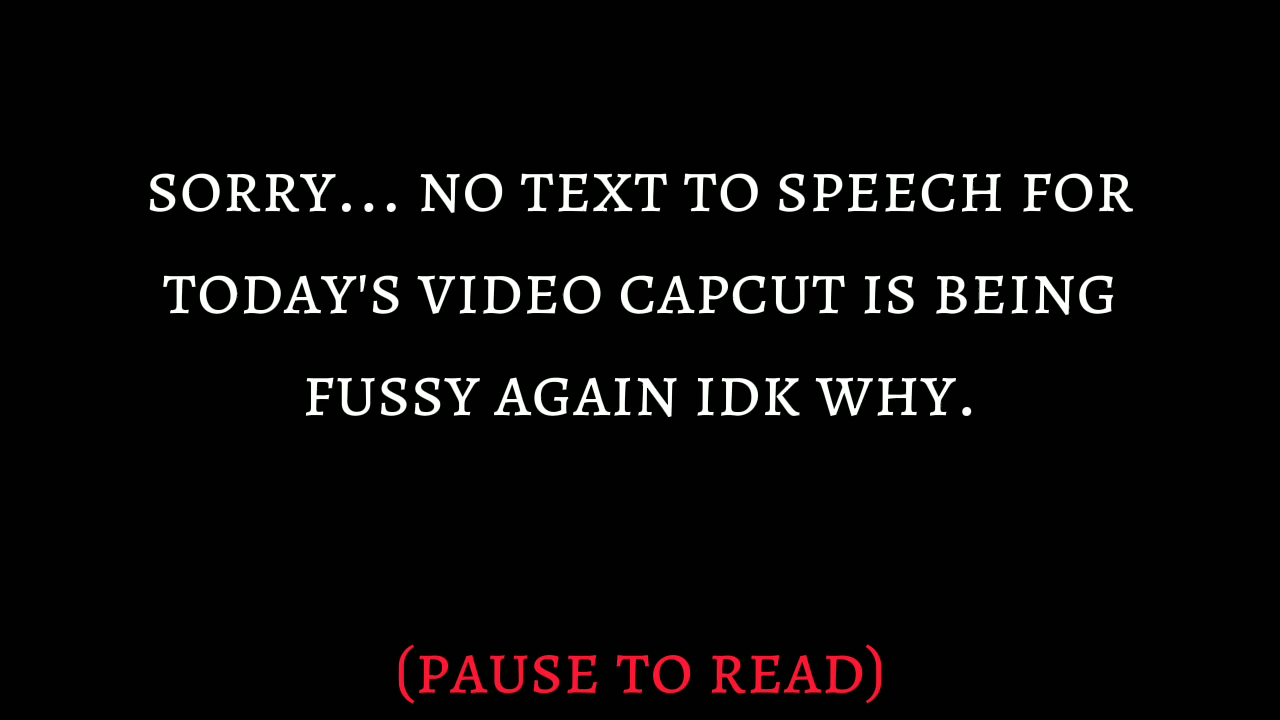 SORRY... NO TEXT TO SPEECH FOR
TODAY'S VIDEO CAPCUT IS BEING
FUSSY AGAIN IDK WHY.
(PAUSE TO READ)